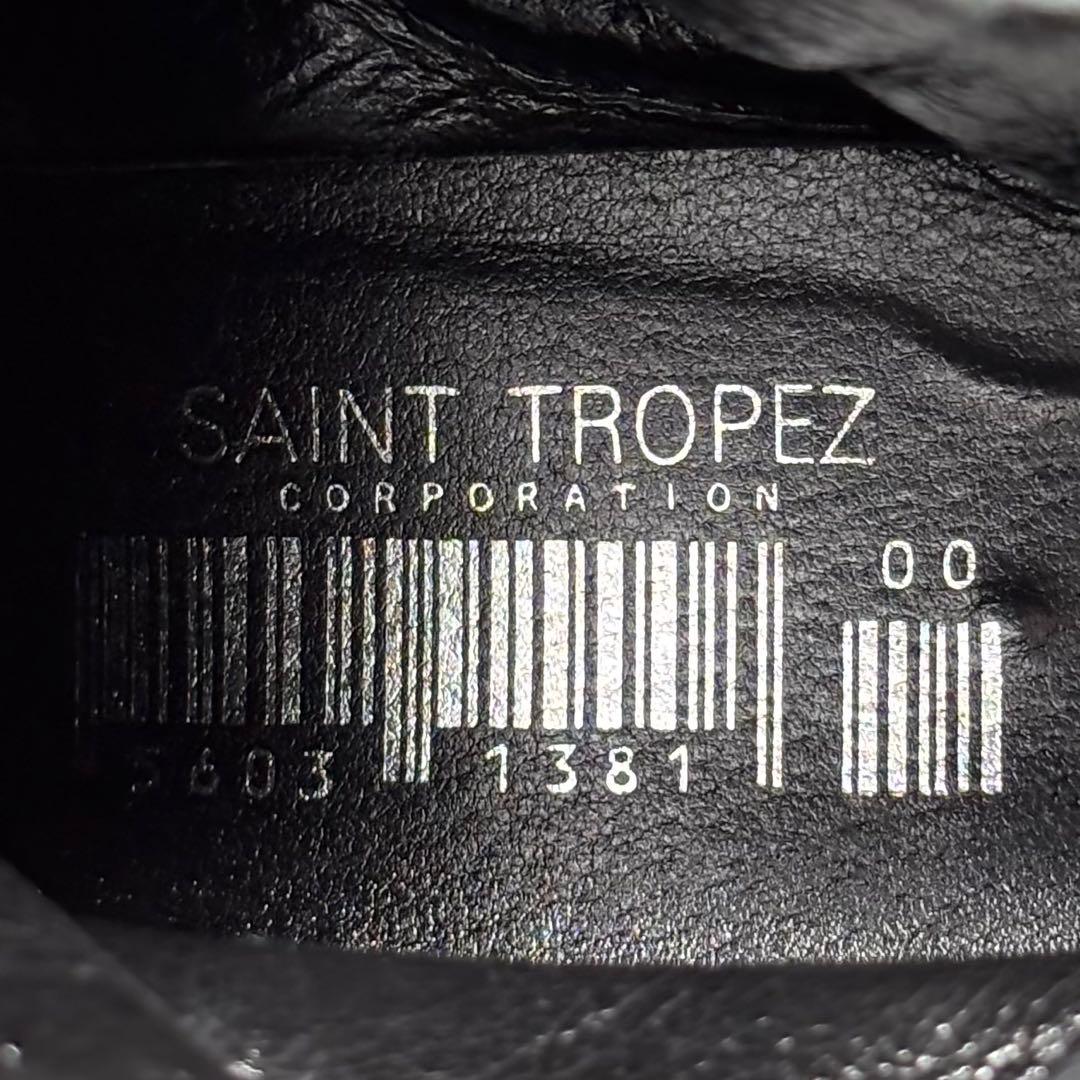 SAINT TROPEZ
CORPORATION
00
5603 1381